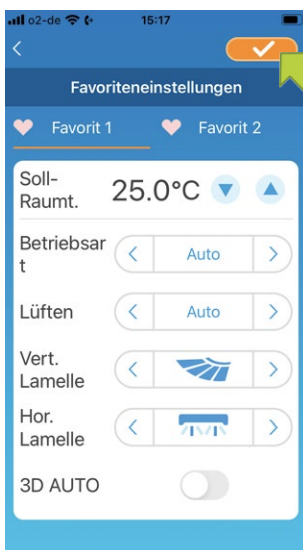 o2-de 15:17
Favoriteneinstellungen
Favorit 1 Favorit 2
Soll-
Raumt. 25.0°C
Betriebsar
t Auto
Lüften Auto
Vert.
Lamelle
Hor.
Lamelle
3D AUTO